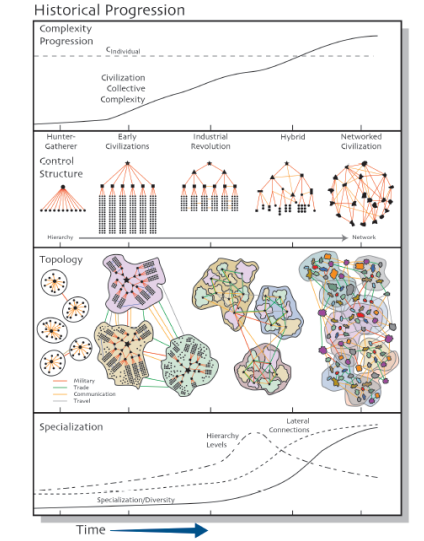 Historical Progression
Complexity
Progression
CIndividual
Civilization
Collective
Complexity
Hunter-
Gatherer
Early
Civilizations
Industrial
Revolution
Hybrid
Networked
Civilization
Control
Structure
Hierarchy
Network
Topology
Military
Trade
Communication
Travel
Specialization
Hierarchy
Levels
Lateral
Connections
Specialization/Diversity
Time